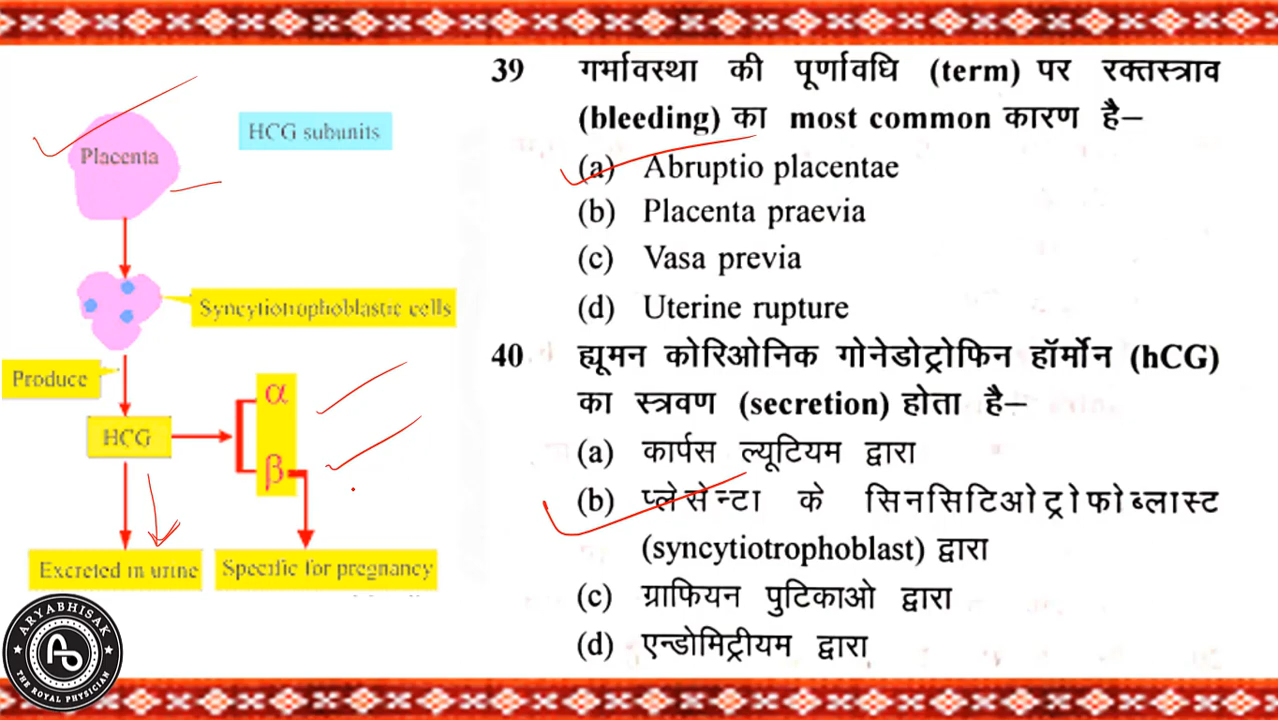 HCG subunits
Placenta
Syncytiotrophoblastic cells
Produce
HCG
α
β
Excreted in urine
Specific for pregnancy
39 गर्भावस्था की पूर्णावधि (term) पर रक्तस्त्राव
(bleeding) का most common कारण है–
(a) Abruptio placentae
(b) Placenta praevia
(c) Vasa previa
(d) Uterine rupture
40 ह्यूमन कोरिओनिक गोनेडोट्रोफिन हॉर्मोन (hCG)
का स्त्रवण (secretion) होता है–
(a) कार्पस ल्यूटियम द्वारा
(b) प्लेसेन्टा के सिनसिटिओट्रोफोब्लास्ट
(syncytiotrophoblast) द्वारा
(c) ग्राफियन पुटिकाओ द्वारा
(d) एन्डोमिट्रीयम द्वारा
ARYABHISAK
THE ROYAL PHYSICIAN